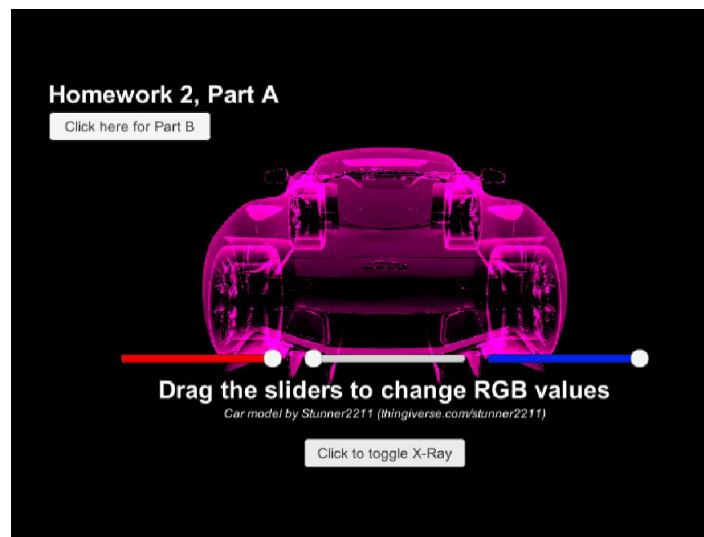 Homework 2, Part A
Click here for Part B
Drag the sliders to change RGB values
Car model by Stunner2211 (thingiverse.com/stunner2211)
Click to toggle X-Ray